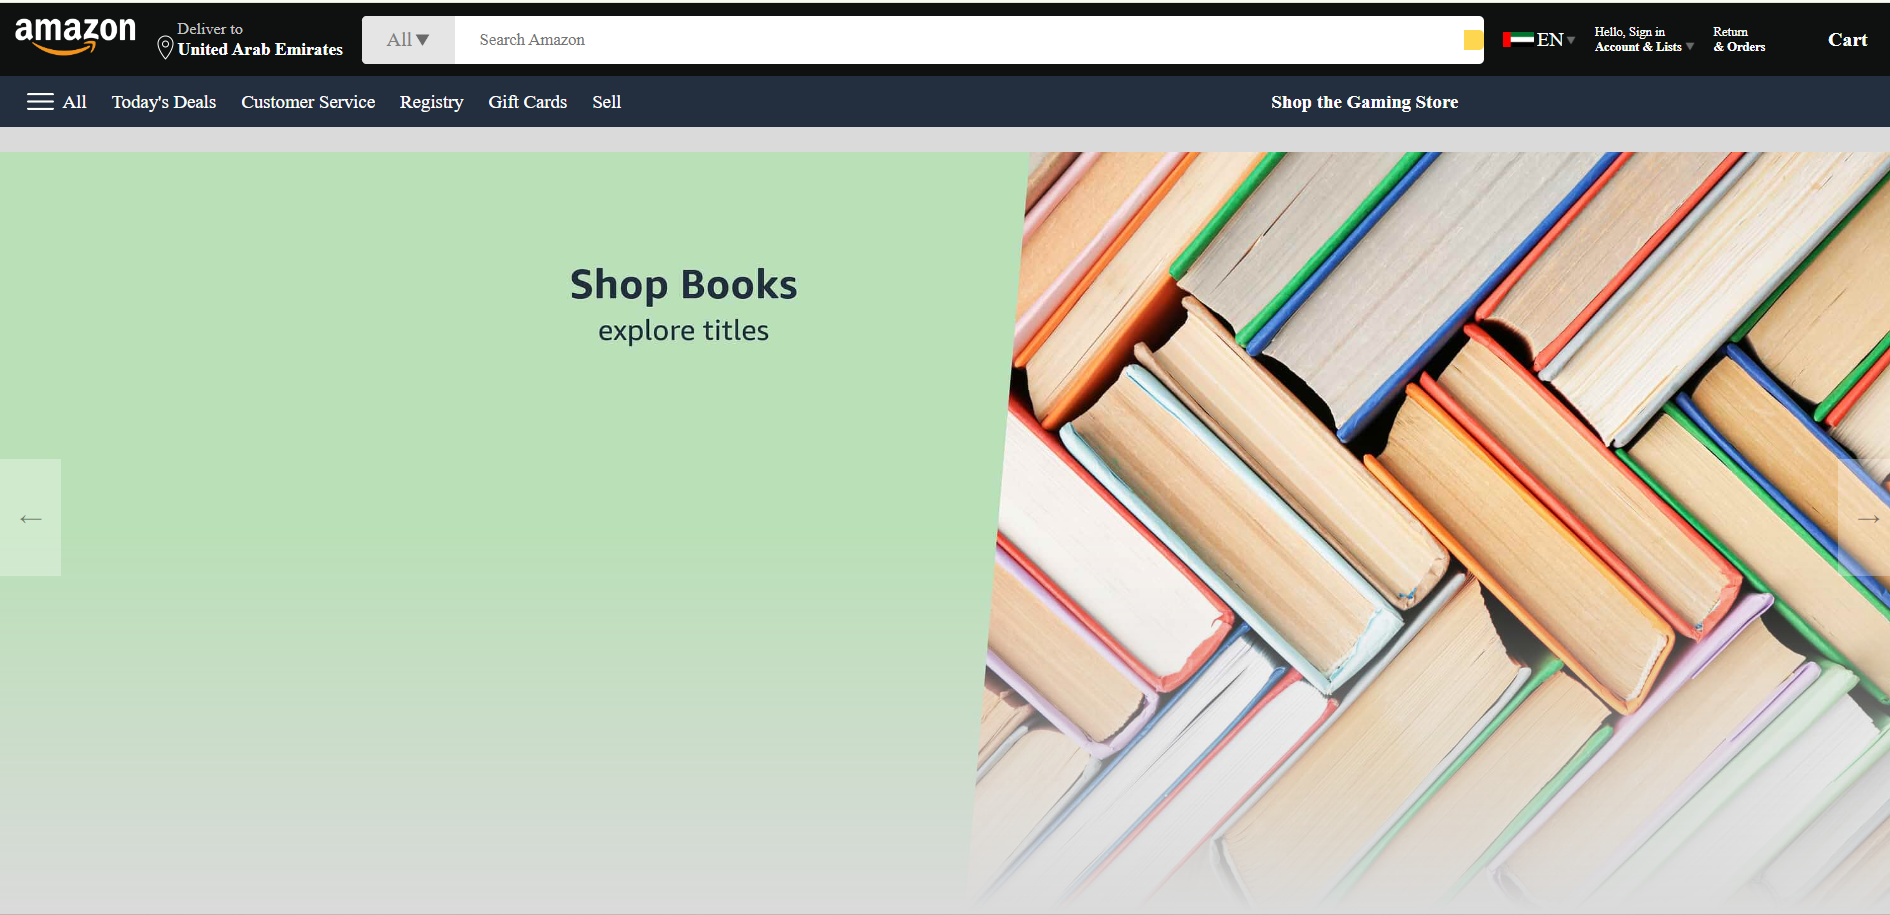 amazon
Deliver to
United Arab Emirates
All▼
Search Amazon
EN▼
Hello, Sign in
Account & Lists ▼
Return
& Orders
Cart
All
Today's Deals
Customer Service
Registry
Gift Cards
Sell
Shop the Gaming Store
Shop Books
explore titles
←
→